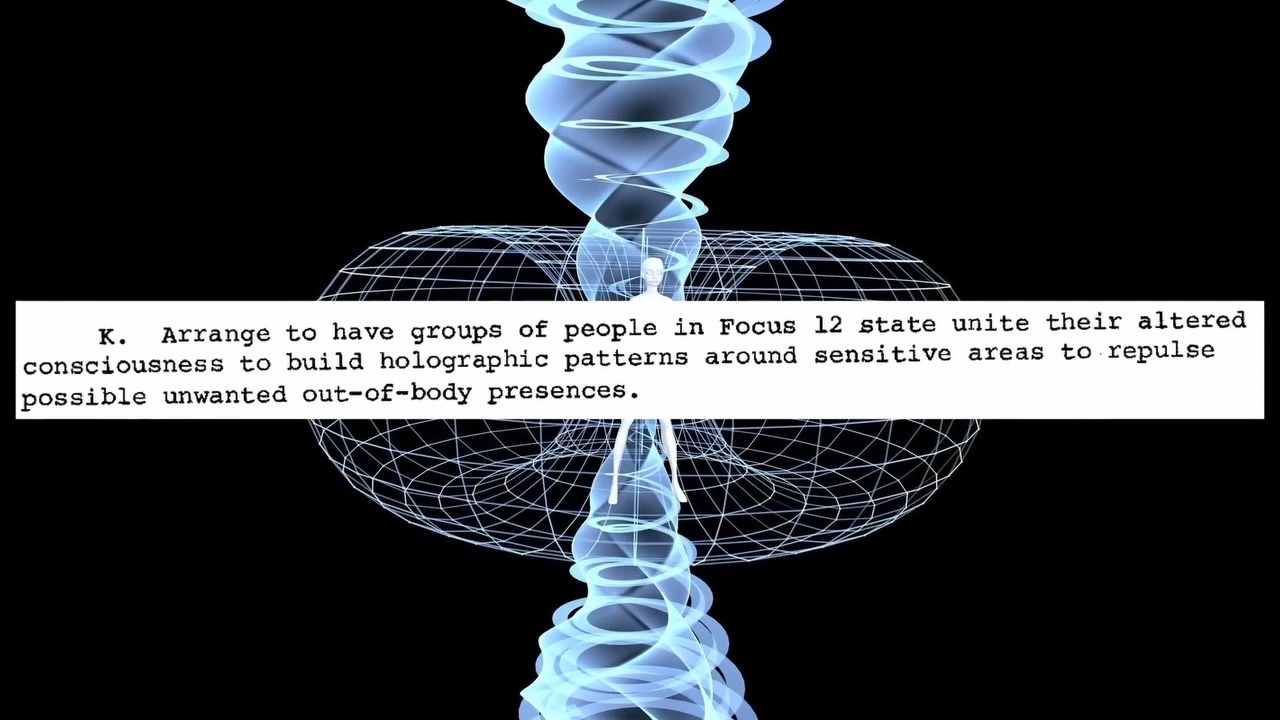 K. Arrange to have groups of people in Focus 12 state unite their altered
consciousness to build holographic patterns around sensitive areas to repulse
possible unwanted out-of-body presences.